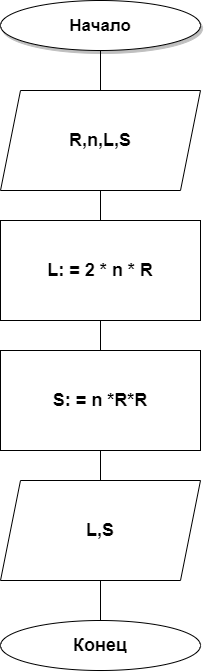 Начало
R,n,L,S
L: = 2 * n * R
S: = n *R*R
L,S
Конец